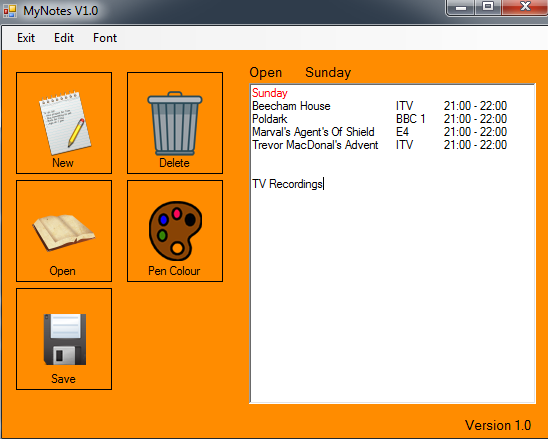 MyNotes V1.0
Exit Edit Font
New
Delete
Open
Pen Colour
Save
Open Sunday
Sunday
Beecham House ITV 21:00 - 22:00
Poldark BBC 1 21:00 - 22:00
Marval's Agent's Of Shield E4 21:00 - 22:00
Trevor MacDonal's Advent ITV 21:00 - 22:00
TV Recordings
Version 1.0